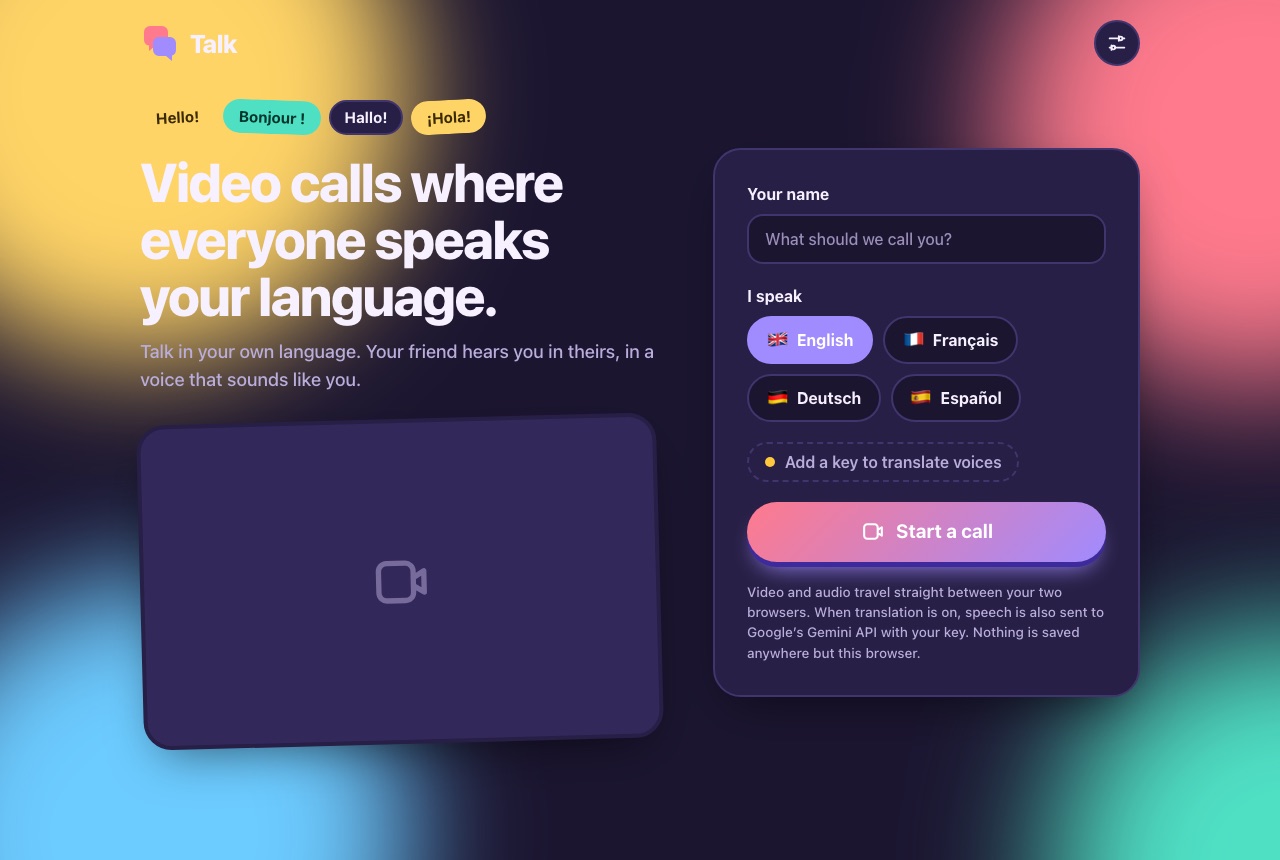 Talk
Hello!
Bonjour !
Hallo!
¡Hola!
Video calls where
everyone speaks
your language.
Talk in your own language. Your friend hears you in theirs, in a
voice that sounds like you.
Your name
What should we call you?
I speak
English
Français
Deutsch
Español
Add a key to translate voices
Start a call
Video and audio travel straight between your two
browsers. When translation is on, speech is also sent to
Google's Gemini API with your key. Nothing is saved
anywhere but this browser.